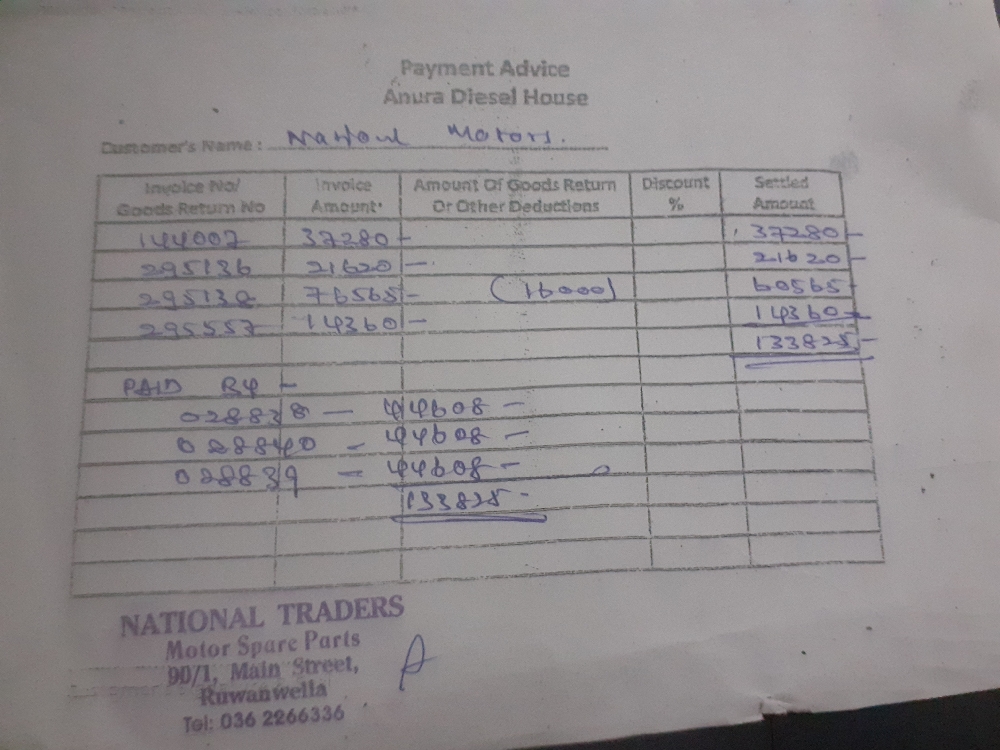 Payment Advice
Anura Diesel House
Customer's Name : Motors.
Invoice No/ Invoice Amount Of Goods Return Discount Settled
Goods Return No Amount Or Other Deductions % Amount
144007 37280- 37280-
295136 21620- 21620-
295138 76565- (16000) 60565-
295557 14360- 14360-
133825-
PAID BY -
028838 - 44608-
028840 - 44608-
028839 - 44608-
133825-
NATIONAL TRADERS
Motor Spare Parts
90/1, Main Street,
Ruwanwella
Tel: 036 2266336